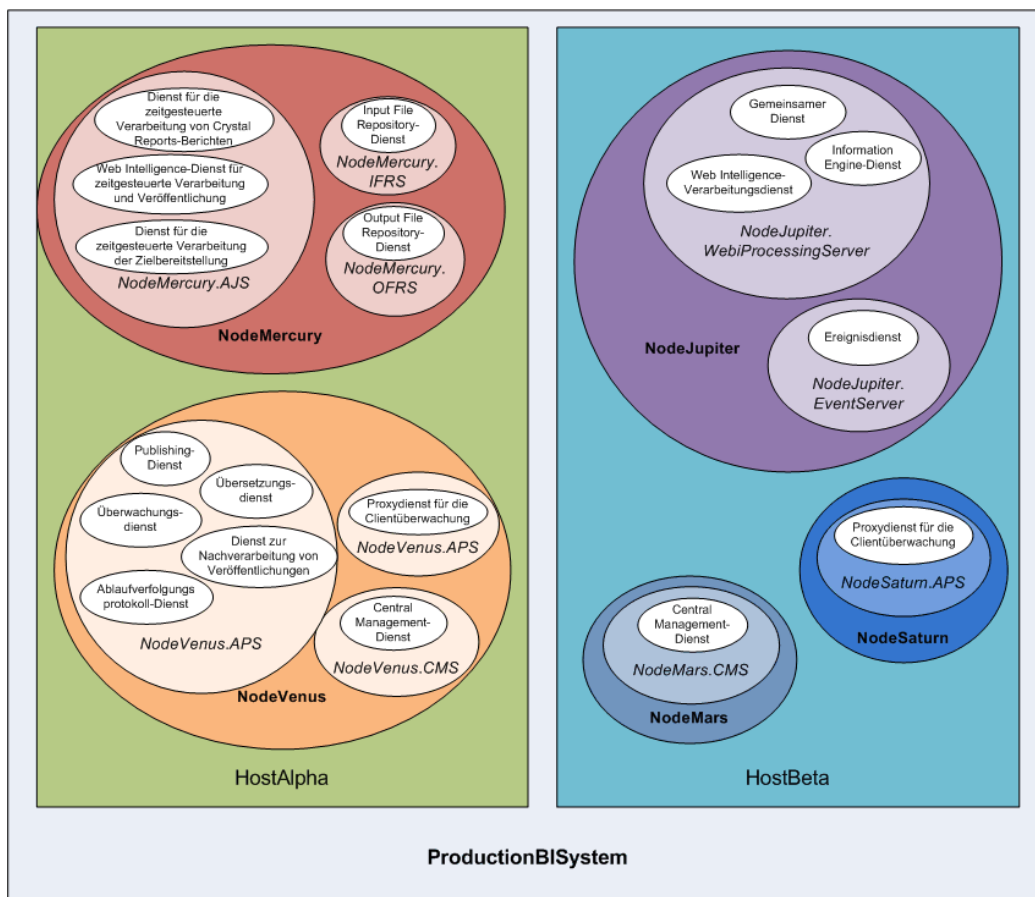 Dienst für die
zeitgesteuerte
Verarbeitung von Crystal
Reports-Berichten
Web Intelligence-Dienst für
zeitgesteuerte Verarbeitung
und Veröffentlichung
Dienst für die
zeitgesteuerte Verarbeitung
der Zielbereitstellung
NodeMercury.AJS
Input File
Repository-
Dienst
NodeMercury.
IFRS
Output File
Repository-
Dienst
NodeMercury.
OFRS
NodeMercury
Publishing-
Dienst
Übersetzungs-
dienst
Überwachungs-
dienst
Dienst zur
Nachverarbeitung von
Veröffentlichungen
Ablaufverfolgungs
protokoll-Dienst
NodeVenus.APS
Proxydienst für die
Clientüberwachung
NodeVenus.APS
Central
Management-
Dienst
NodeVenus.CMS
NodeVenus
HostAlpha
Gemeinsamer
Dienst
Information
Engine-Dienst
Web Intelligence-
Verarbeitungsdienst
NodeJupiter.
WebiProcessingServer
NodeJupiter
Ereignisdienst
NodeJupiter.
EventServer
Proxydienst für die
Clientüberwachung
NodeSaturn.APS
NodeSaturn
Central
Management-
Dienst
NodeMars.CMS
NodeMars
HostBeta
ProductionBISystem